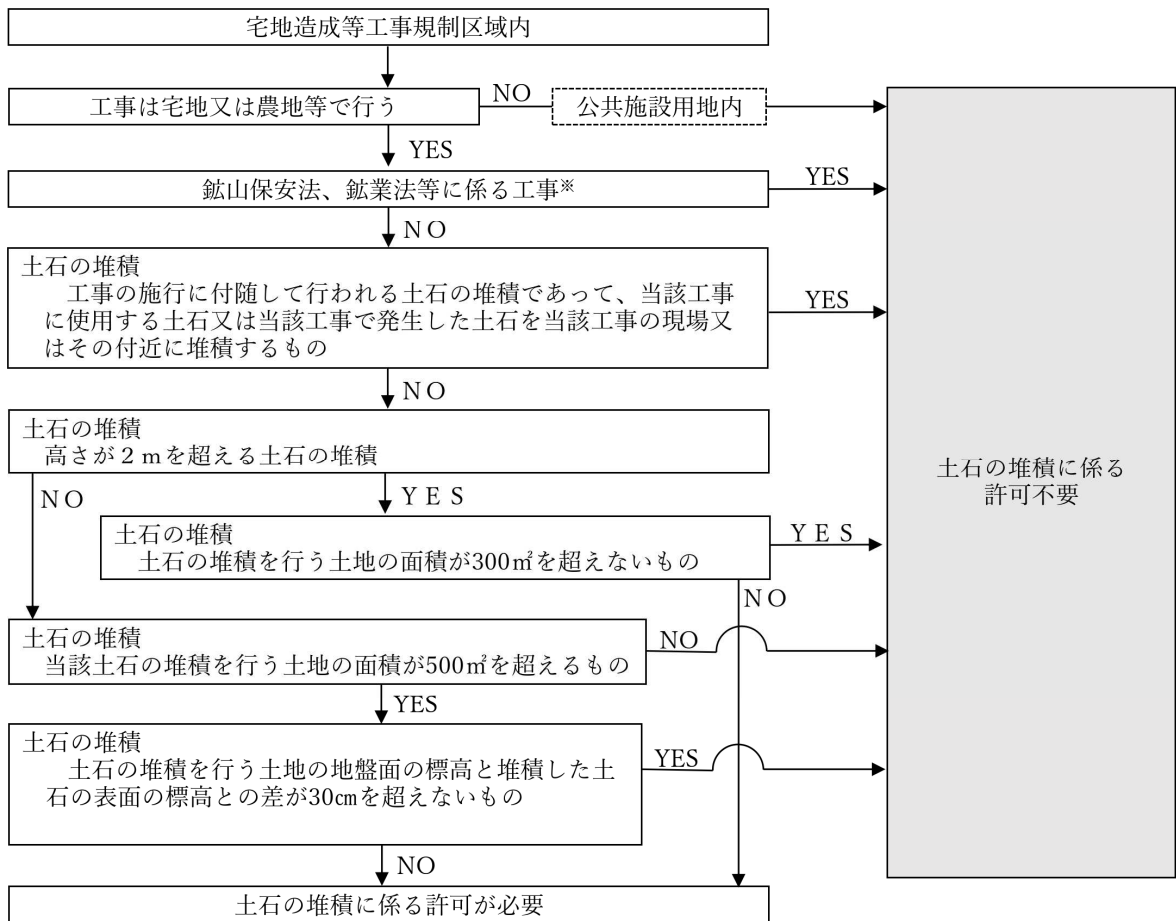 宅地造成等工事規制区域内
工事は宅地又は農地等で行う
NO
公共施設用地内
YES
鉱山保安法、鉱業法等に係る工事※
YES
ＮＯ
土石の堆積
工事の施行に付随して行われる土石の堆積であって、当該工事
に使用する土石又は当該工事で発生した土石を当該工事の現場又
はその付近に堆積するもの
YES
ＮＯ
土石の堆積
高さが２ｍを超える土石の堆積
ＮＯ
ＹＥＳ
土石の堆積
土石の堆積を行う土地の面積が300㎡を超えないもの
ＹＥＳ
ＮＯ
土石の堆積
当該土石の堆積を行う土地の面積が500㎡を超えるもの
NO
YES
土石の堆積
土石の堆積を行う土地の地盤面の標高と堆積した土
石の表面の標高との差が30㎝を超えないもの
YES
NO
土石の堆積に係る許可が必要
土石の堆積に係る
許可不要